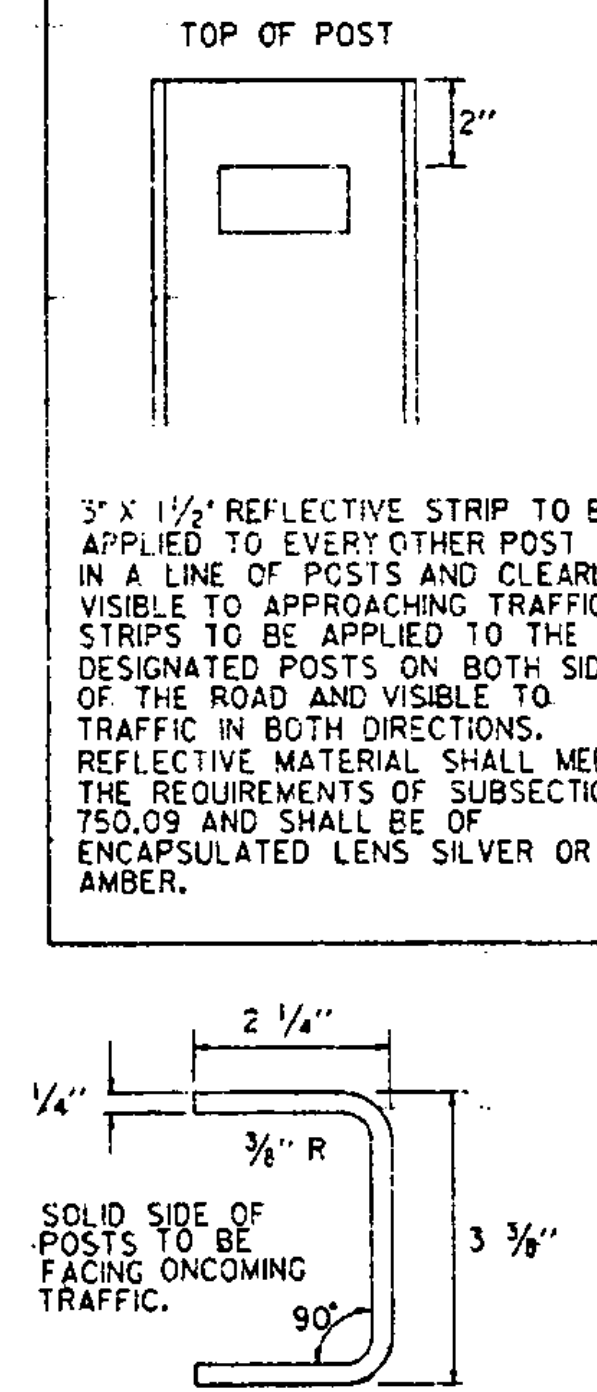 TOP OF POST
2"
3" X 1 1/2" REFLECTIVE STRIP TO B
APPLIED TO EVERY OTHER POST
IN A LINE OF POSTS AND CLEARL
VISIBLE TO APPROACHING TRAFFIC
STRIPS TO BE APPLIED TO THE
DESIGNATED POSTS ON BOTH SID
OF THE ROAD AND VISIBLE TO
TRAFFIC IN BOTH DIRECTIONS.
REFLECTIVE MATERIAL SHALL MEE
THE REQUIREMENTS OF SUBSECTIO
750.09 AND SHALL BE OF
ENCAPSULATED LENS SILVER OR
AMBER.
2 1/4"
1/4"
3/8" R
SOLID SIDE OF
POSTS TO BE
FACING ONCOMING
TRAFFIC.
3 3/8"
90°